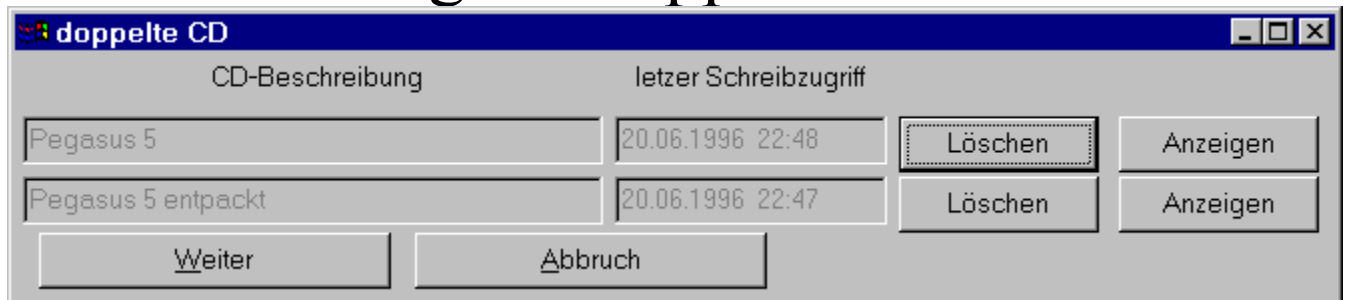 doppelte CD
CD-Beschreibung letzer Schreibzugriff
Pegasus 5 20.06.1996 22:48 Löschen Anzeigen
Pegasus 5 entpackt 20.06.1996 22:47 Löschen Anzeigen
Weiter Abbruch